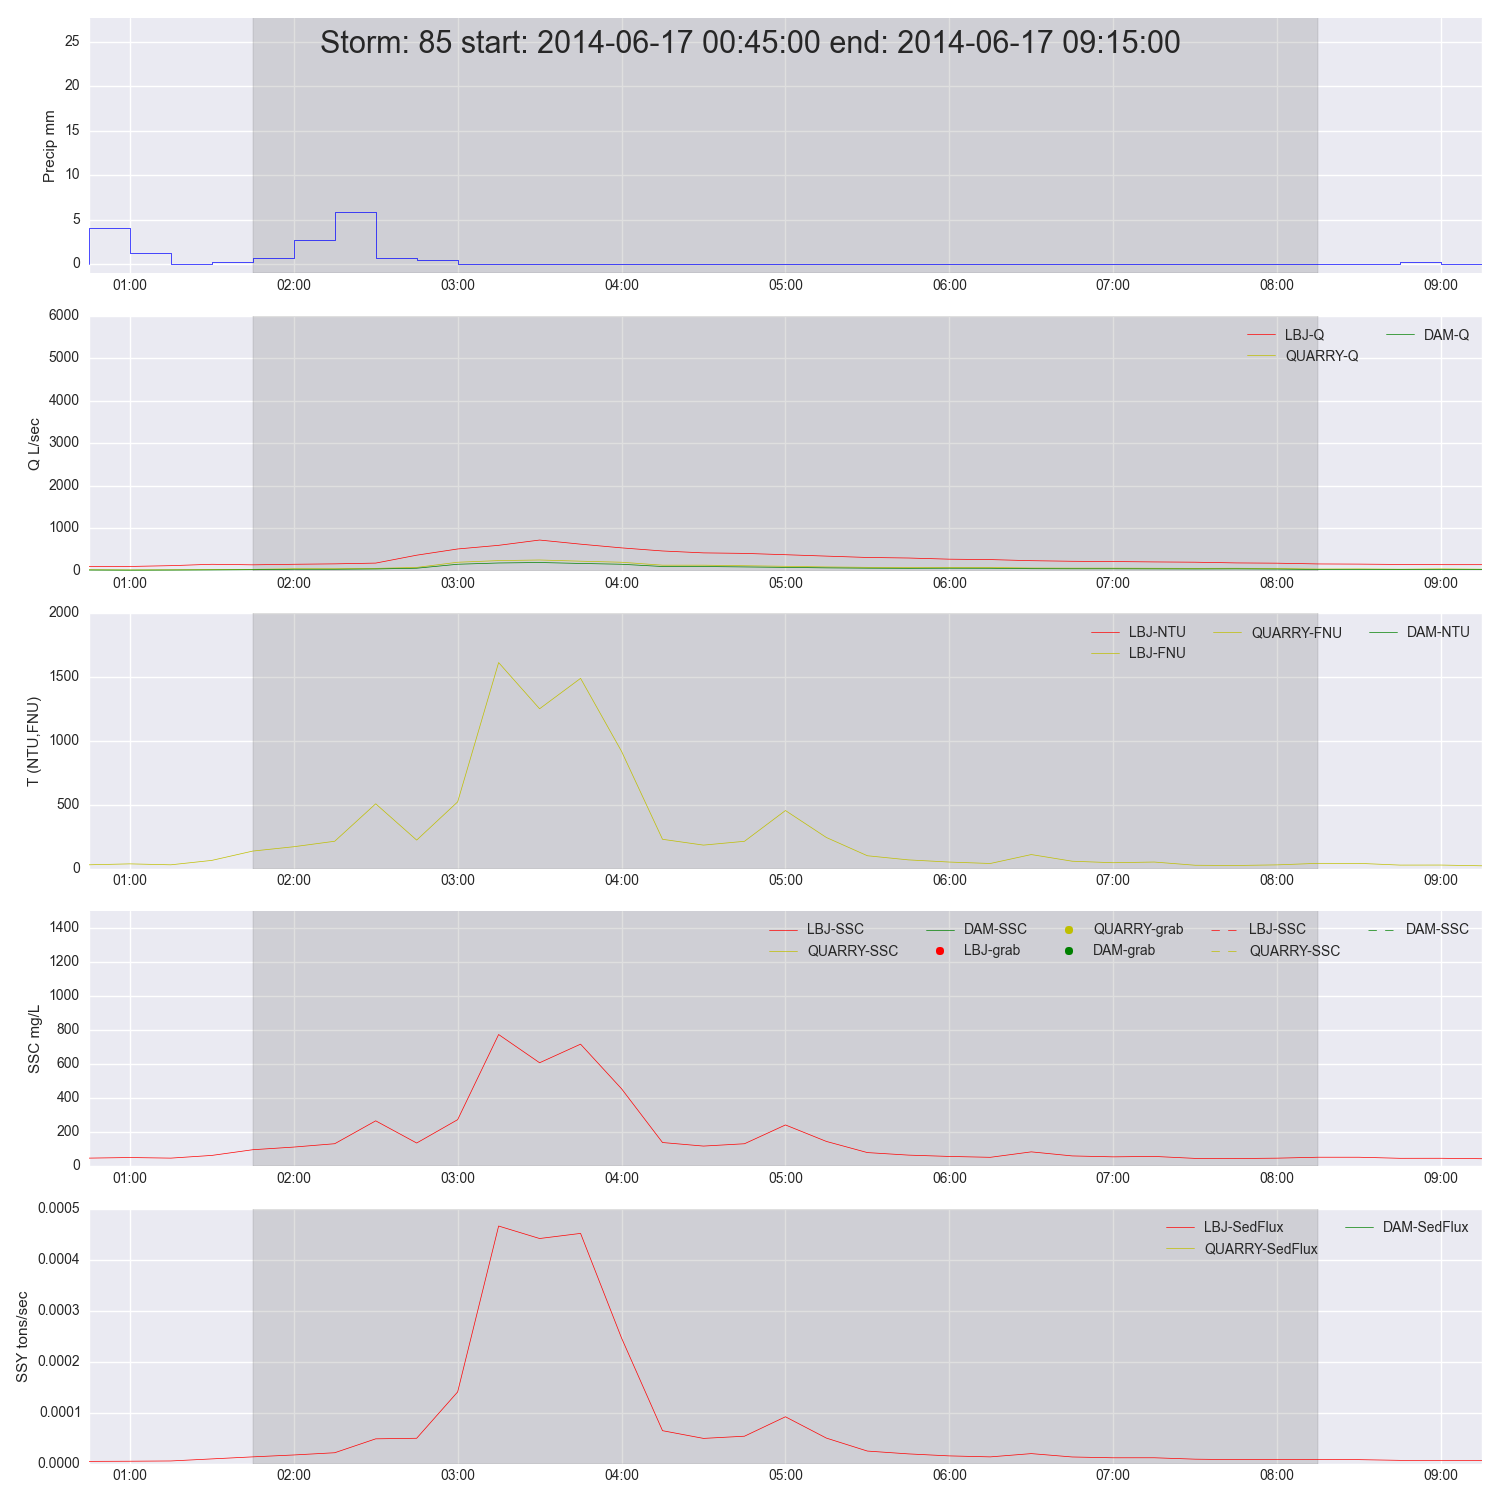 Storm: 85 start: 2014-06-17 00:45:00 end: 2014-06-17 09:15:00
Precip mm
25
20
15
10
5
0
01:00 02:00 03:00 04:00 05:00 06:00 07:00 08:00 09:00
Q L/sec
6000
5000
4000
3000
2000
1000
0
LBJ-Q DAM-Q
QUARRY-Q
01:00 02:00 03:00 04:00 05:00 06:00 07:00 08:00 09:00
T (NTU,FNU)
2000
1500
1000
500
0
LBJ-NTU QUARRY-FNU DAM-NTU
LBJ-FNU
01:00 02:00 03:00 04:00 05:00 06:00 07:00 08:00 09:00
SSC mg/L
1400
1200
1000
800
600
400
200
0
LBJ-SSC DAM-SSC QUARRY-grab LBJ-SSC DAM-SSC
QUARRY-SSC LBJ-grab DAM-grab QUARRY-SSC
01:00 02:00 03:00 04:00 05:00 06:00 07:00 08:00 09:00
SSY tons/sec
0.0005
0.0004
0.0003
0.0002
0.0001
0.0000
LBJ-SedFlux DAM-SedFlux
QUARRY-SedFlux
01:00 02:00 03:00 04:00 05:00 06:00 07:00 08:00 09:00